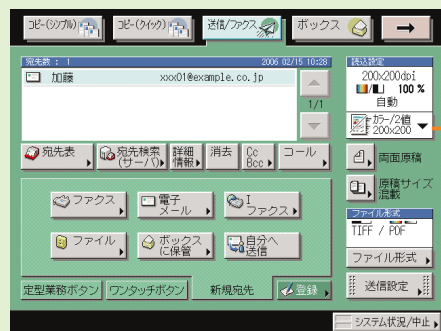 コピー(シンプル)
コピー(クイック)
送信/ファクス
ボックス
宛先数 : 1
2006 02/15 10:28
加藤 xxx01@example.co.jp
1/1
宛先表
宛先検索
(サーバ)
詳細
情報
消去
Cc
Bcc
コール
ファクス
電子
メール
I
ファクス
ファイル
ボックス
に保管
自分へ
送信
定型業務ボタン
ワンタッチボタン
新規宛先
登録
読込設定
200x200dpi
100 %
自動
カラー/2値
200x200
両面原稿
原稿サイズ
混載
ファイル形式
TIFF / PDF
ファイル形式
送信設定
システム状況/中止